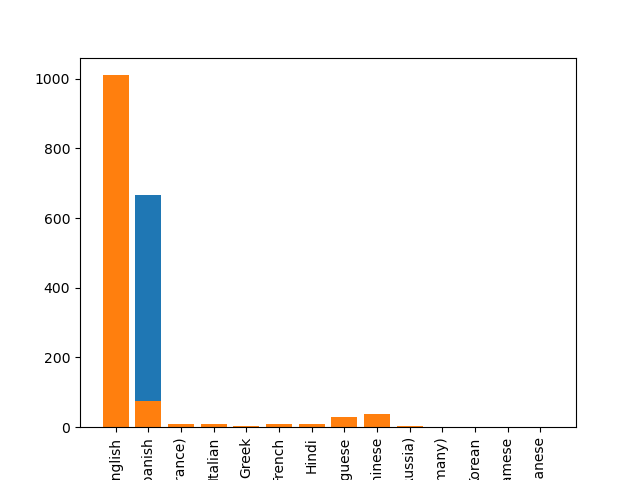 1000
800
600
400
200
0
nglish
panish
rance)
Italian
Greek
French
Hindi
guese
hinese
ussia)
many)
orean
amese
anese